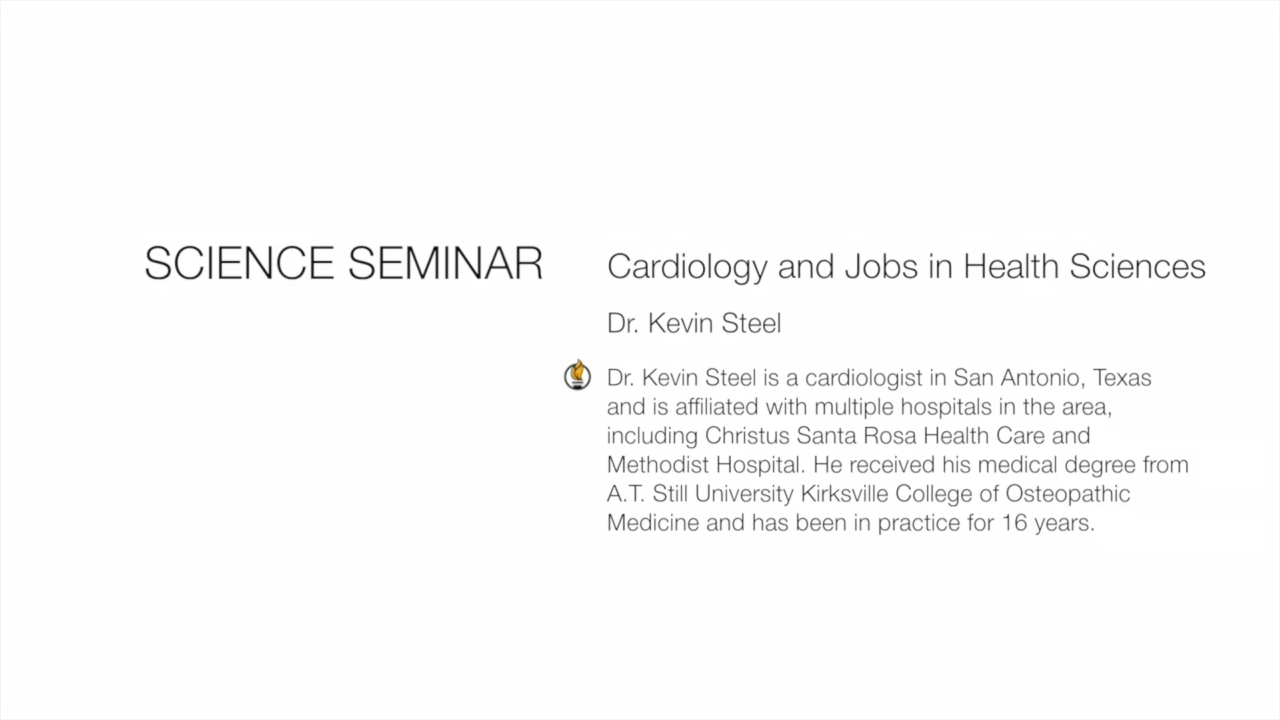 SCIENCE SEMINAR
Cardiology and Jobs in Health Sciences
Dr. Kevin Steel
Dr. Kevin Steel is a cardiologist in San Antonio, Texas
and is affiliated with multiple hospitals in the area,
including Christus Santa Rosa Health Care and
Methodist Hospital. He received his medical degree from
A.T. Still University Kirksville College of Osteopathic
Medicine and has been in practice for 16 years.